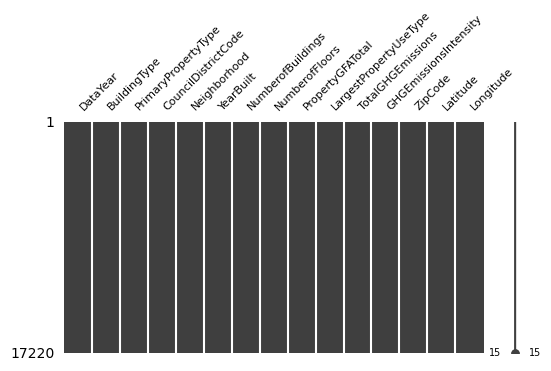 DataYear
BuildingType
PrimaryPropertyType
CouncilDistrictCode
Neighborhood
YearBuilt
NumberofBuildings
NumberofFloors
PropertyGFATotal
LargestPropertyUseType
TotalGHGEmissions
GHGEmissionsIntensity
ZipCode
Latitude
Longitude
1
17220
15
15